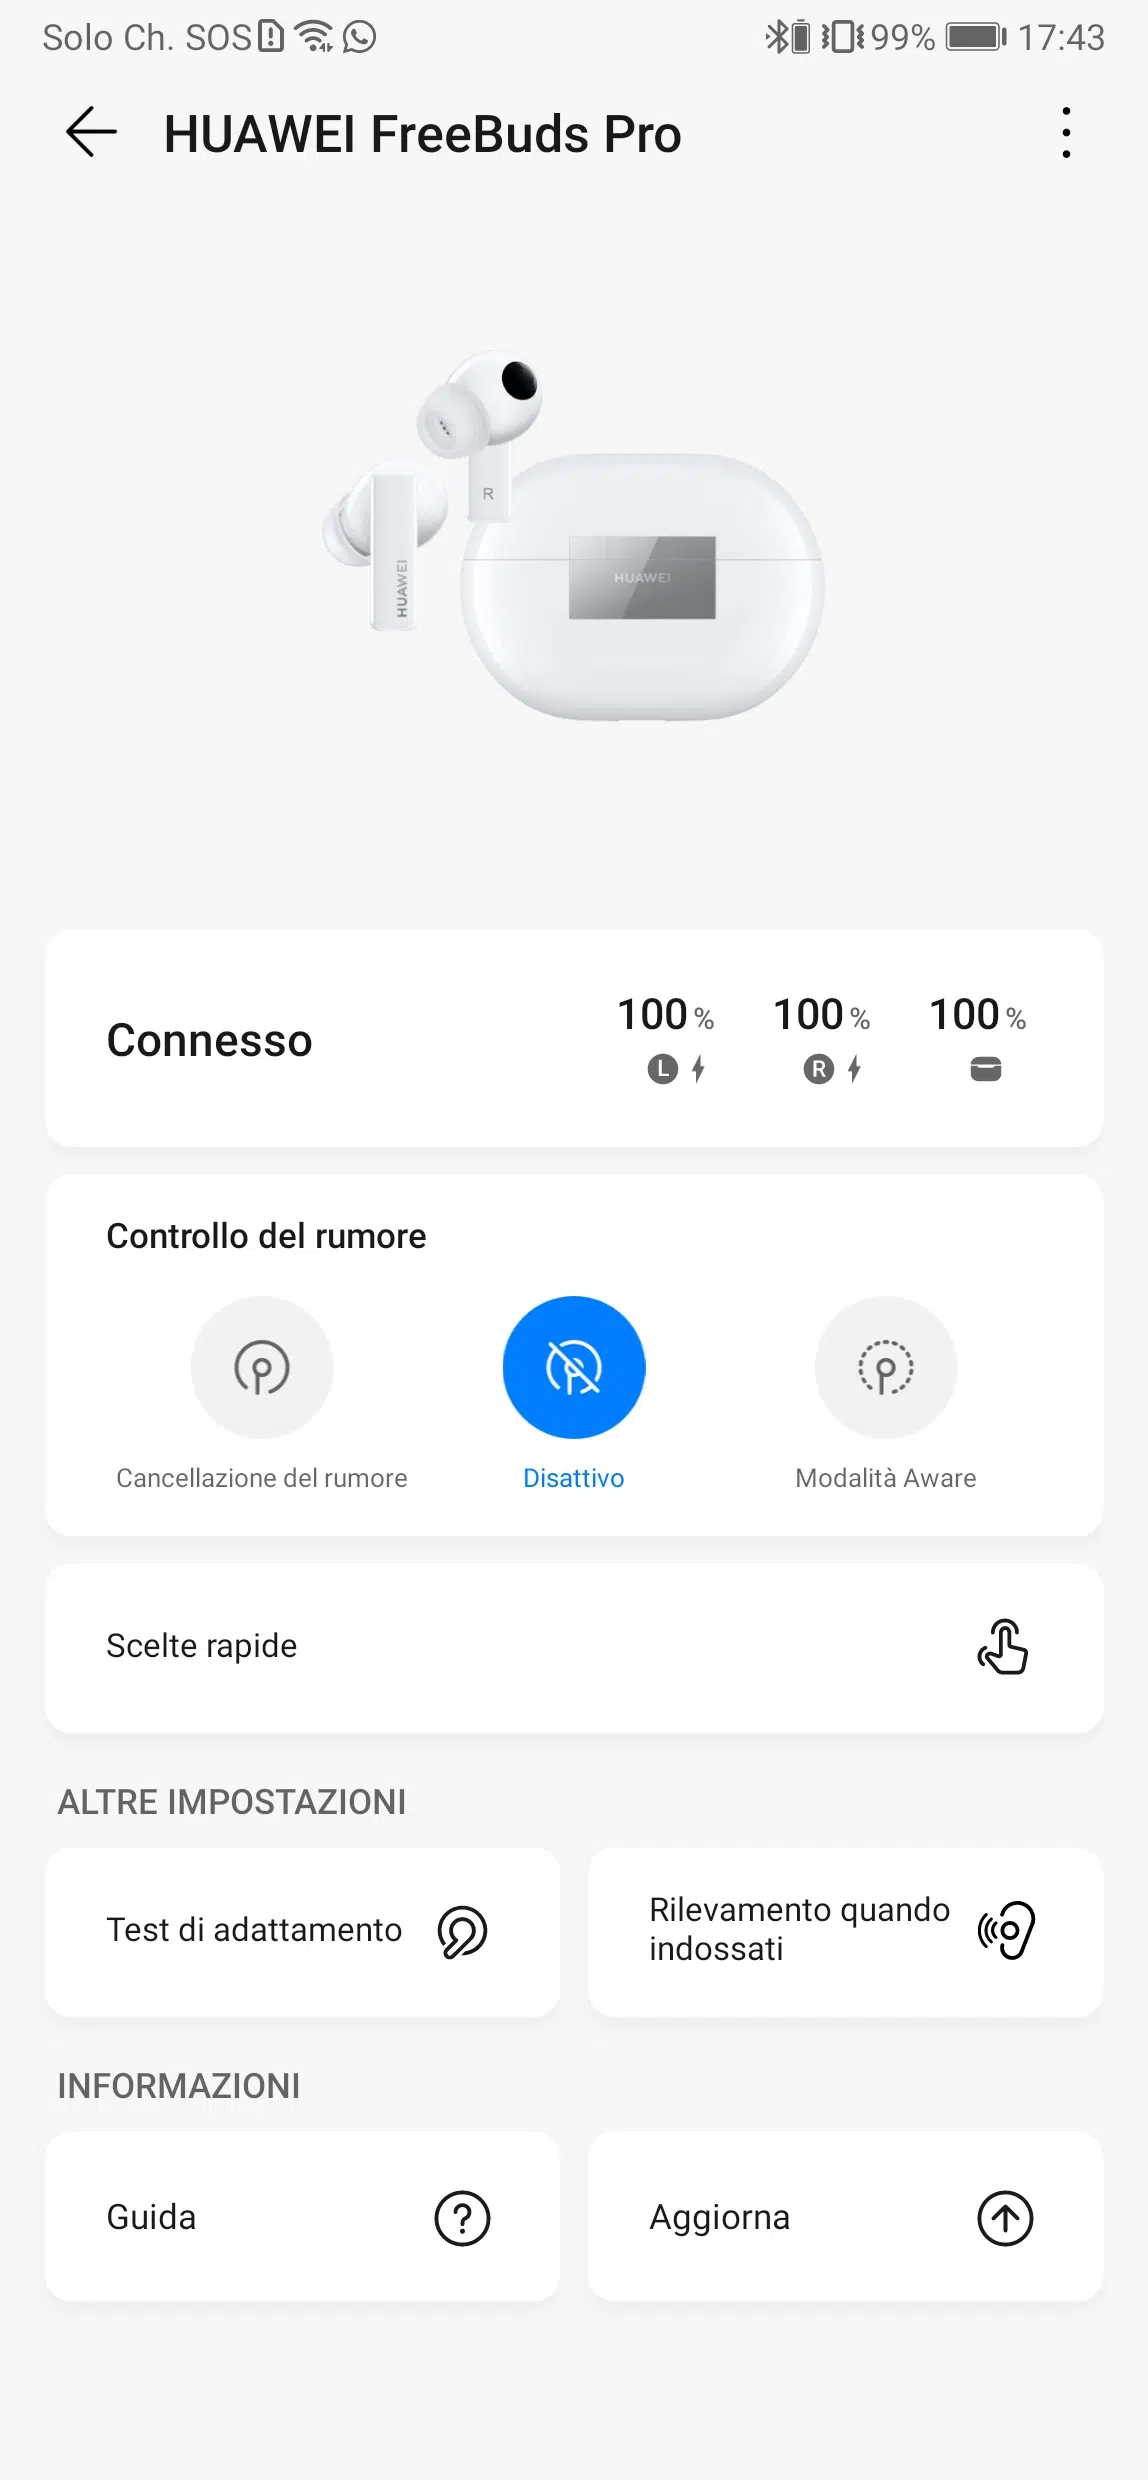 Solo Ch. SOS 99% 17:43
HUAWEI FreeBuds Pro
R
HUAWEI
HUAWEI
Connesso
100 % 100 % 100 %
L R
Controllo del rumore
Cancellazione del rumore Disattivo Modalità Aware
Scelte rapide
ALTRE IMPOSTAZIONI
Test di adattamento
Rilevamento quando
indossati
INFORMAZIONI
Guida
Aggiorna